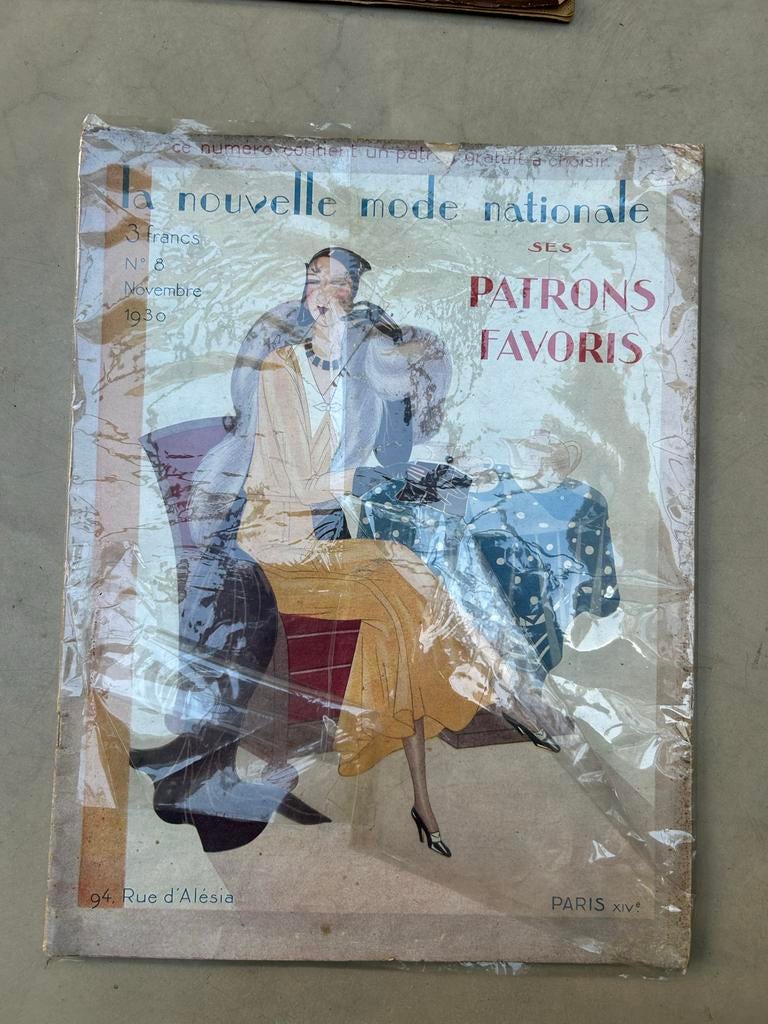 ce numéro contient un patron gratuit à choisir
la nouvelle mode nationale
3 francs
N° 8
Novembre
1930
SES
PATRONS
FAVORIS
94, Rue d'Alésia
PARIS XIVe